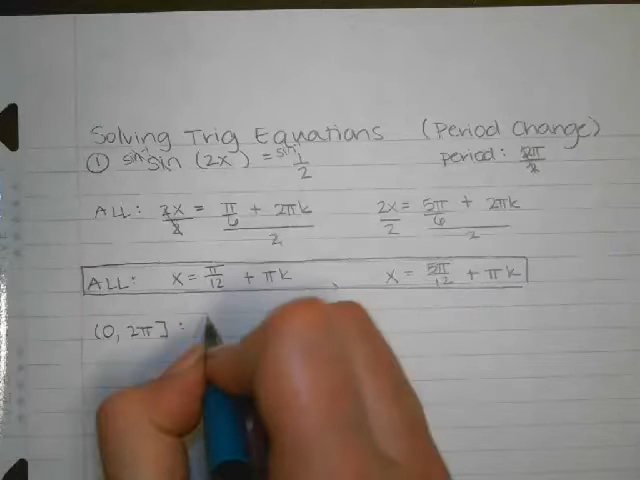 Solving Trig Equations (Period Change)
① sin⁻¹ sin (2x) = sin⁻¹ 1/2 period: 2π/2
ALL: 2x/2 = (π/6 + 2πk)/2 2x/2 = (5π/6 + 2πk)/2
ALL: x = π/12 + πk , x = 5π/12 + πk
(0, 2π] :